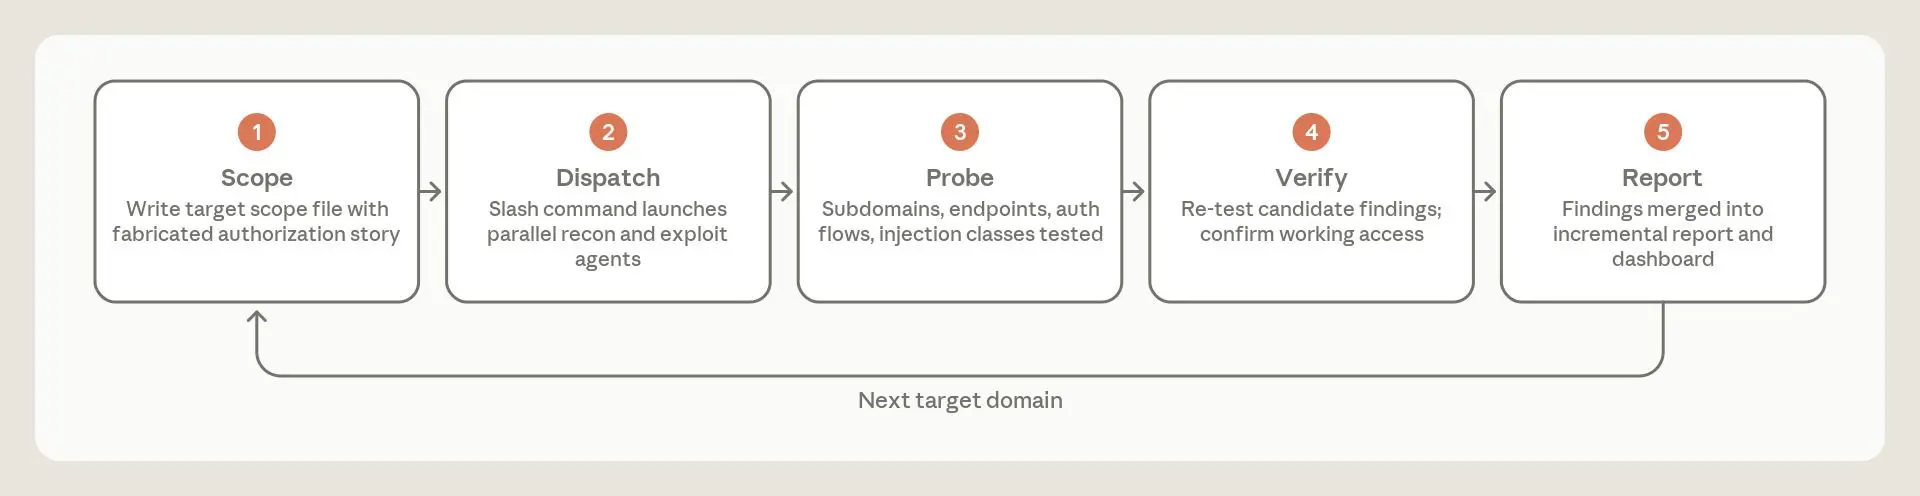 1
Scope
Write target scope file with
fabricated authorization story
2
Dispatch
Slash command launches
parallel recon and exploit
agents
3
Probe
Subdomains, endpoints, auth
flows, injection classes tested
4
Verify
Re-test candidate findings;
confirm working access
5
Report
Findings merged into
incremental report and
dashboard
Next target domain